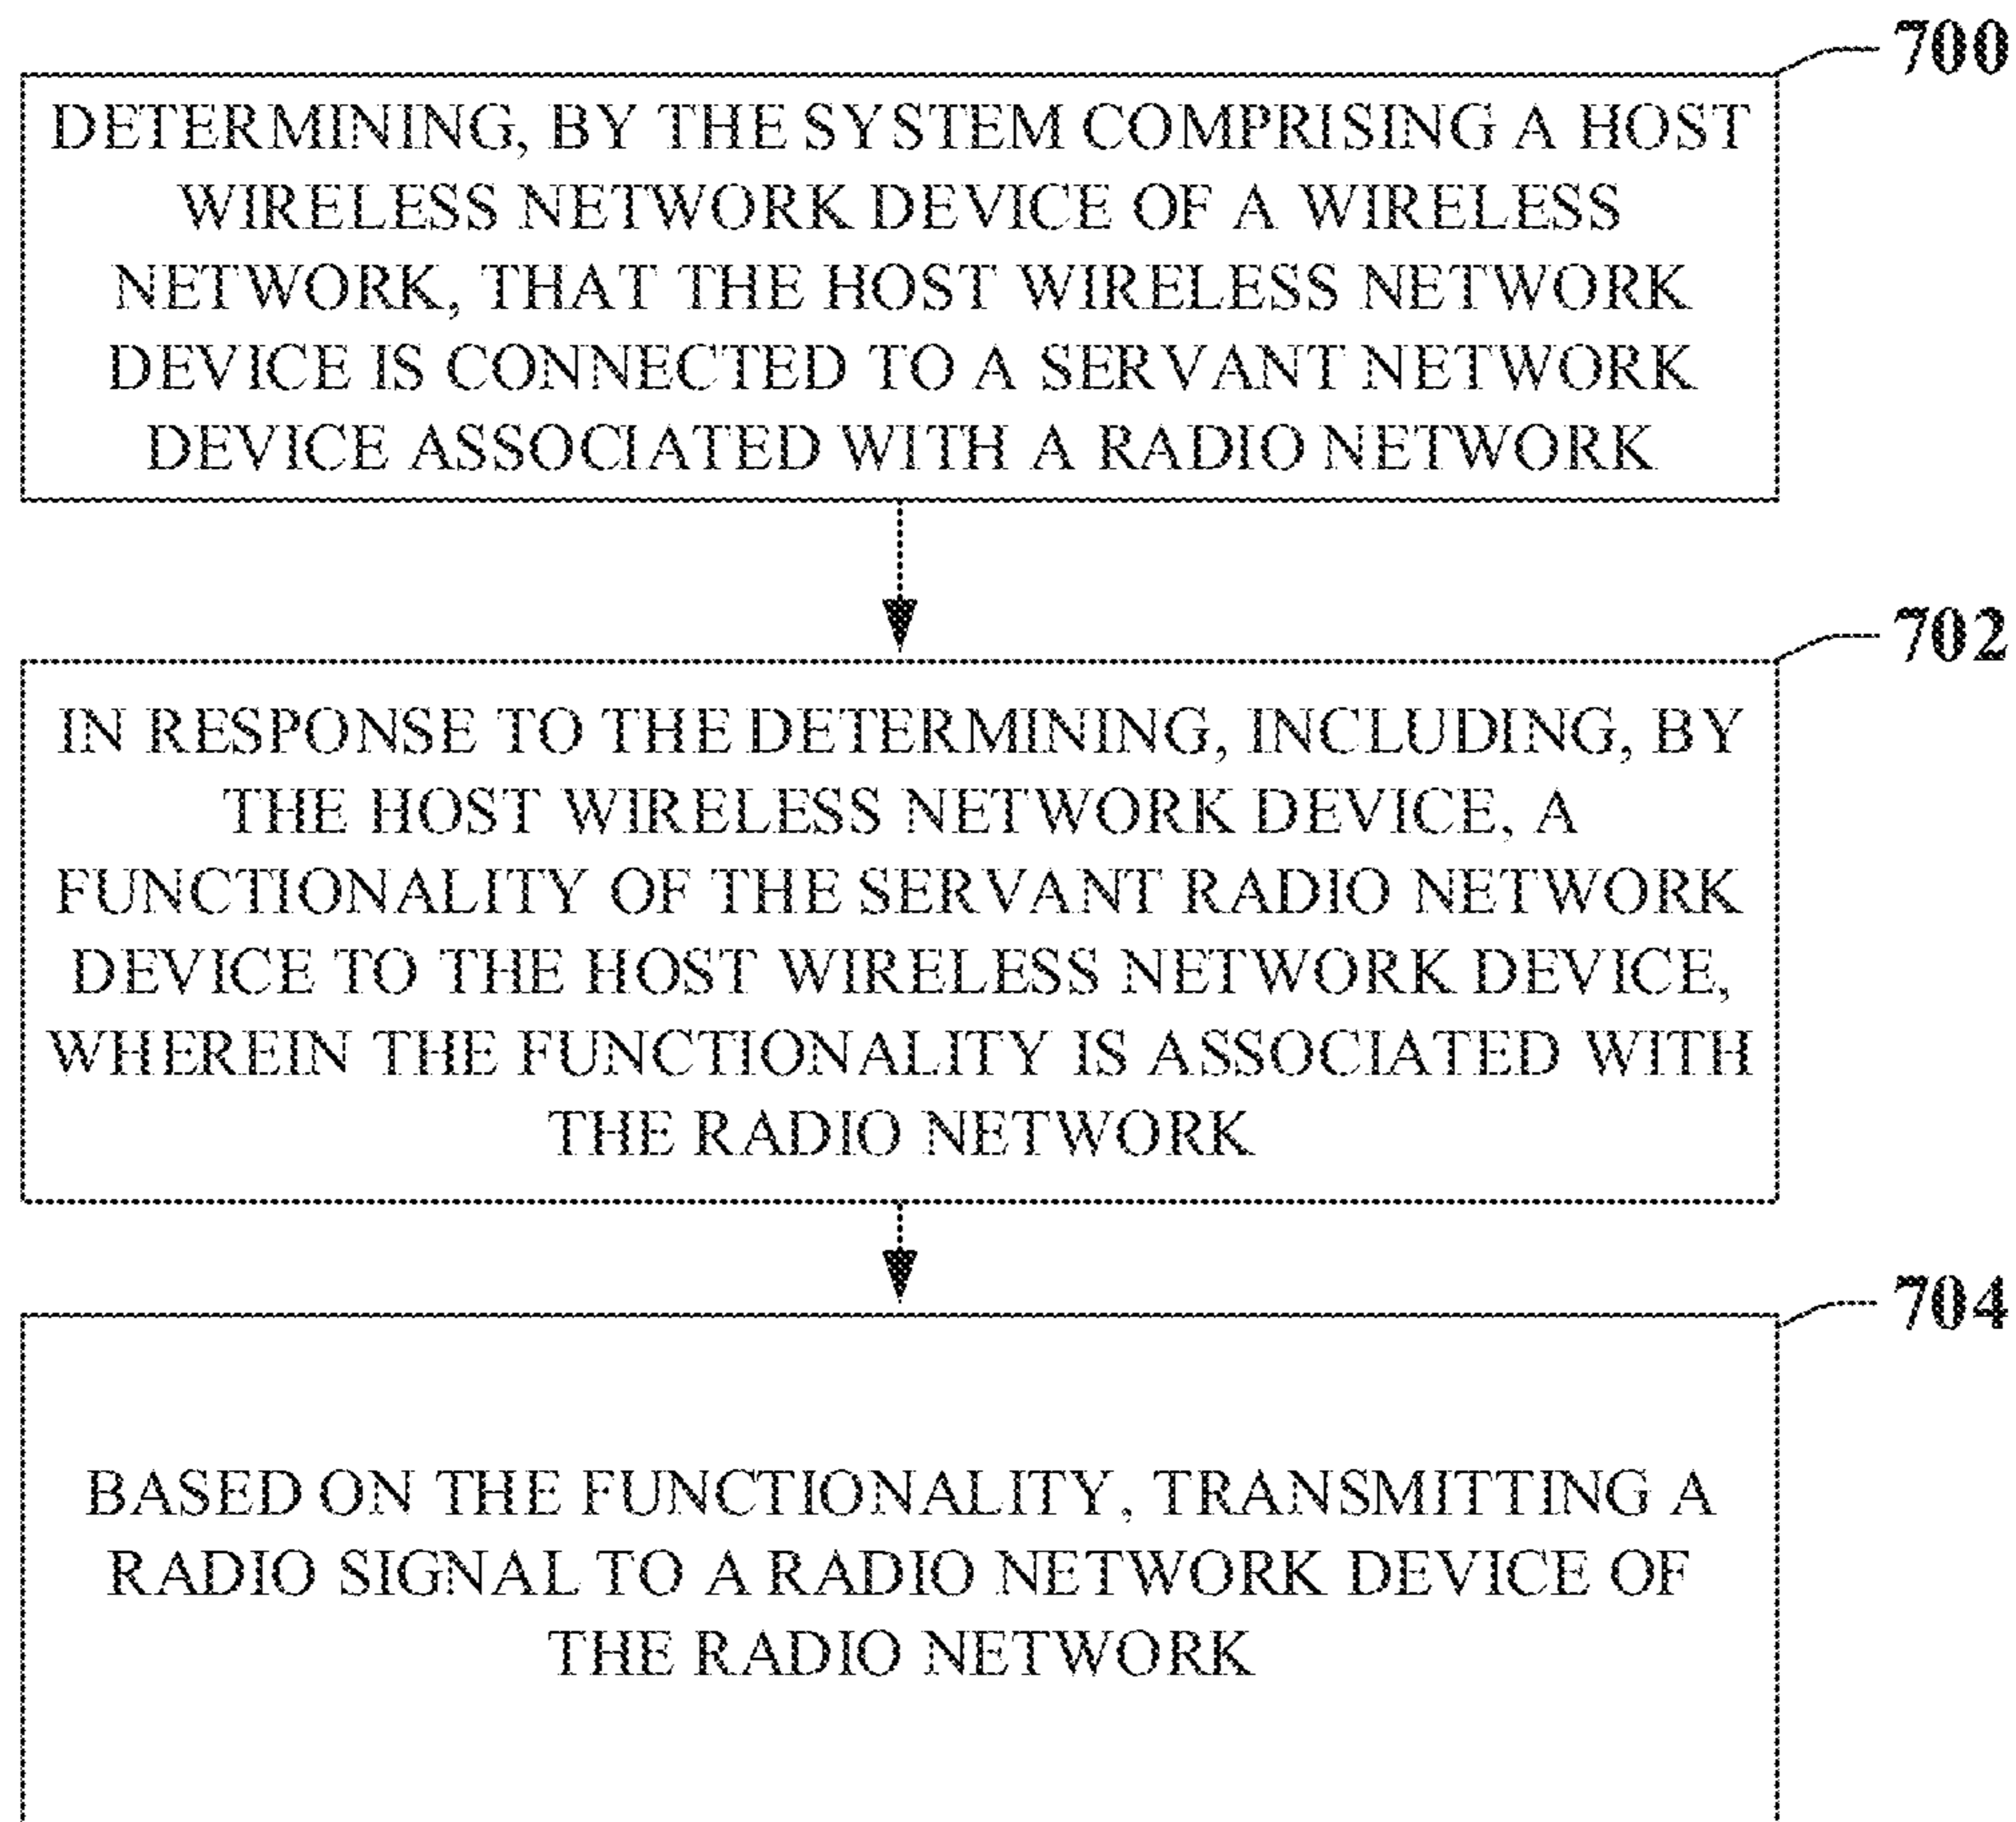 700
DETERMINING, BY THE SYSTEM COMPRISING A HOST
WIRELESS NETWORK DEVICE OF A WIRELESS
NETWORK, THAT THE HOST WIRELESS NETWORK
DEVICE IS CONNECTED TO A SERVANT NETWORK
DEVICE ASSOCIATED WITH A RADIO NETWORK
702
IN RESPONSE TO THE DETERMINING, INCLUDING, BY
THE HOST WIRELESS NETWORK DEVICE, A
FUNCTIONALITY OF THE SERVANT RADIO NETWORK
DEVICE TO THE HOST WIRELESS NETWORK DEVICE,
WHEREIN THE FUNCTIONALITY IS ASSOCIATED WITH
THE RADIO NETWORK
704
BASED ON THE FUNCTIONALITY, TRANSMITTING A
RADIO SIGNAL TO A RADIO NETWORK DEVICE OF
THE RADIO NETWORK